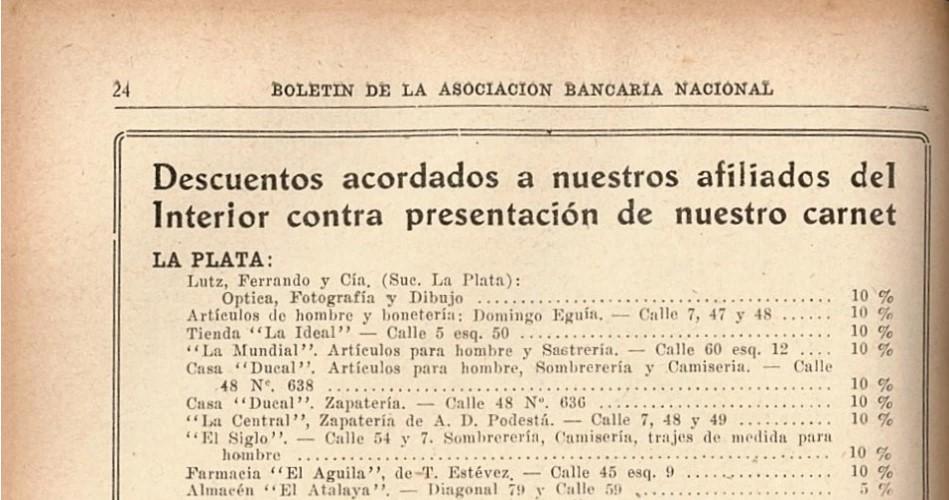 24
BOLETIN DE LA ASOCIACION BANCARIA NACIONAL
Descuentos acordados a nuestros afiliados del
Interior contra presentación de nuestro carnet
LA PLATA:
Lutz, Ferrando y Cía. (Suc. La Plata):
Optica, Fotografía y Dibujo ........................................ 10 %
Artículos de hombre y bonetería: Domingo Eguía. — Calle 7, 47 y 48 ...... 10 %
Tienda "La Ideal" — Calle 5 esq. 50 .................................... 10 %
"La Mundial". Artículos para hombre y Sastrería. — Calle 60 esq. 12 .... 10 %
Casa "Ducal". Artículos para hombre, Sombrerería y Camiseria. — Calle
48 Nº. 638 ......................................................... 10 %
Casa "Ducal". Zapatería. — Calle 48 Nº. 636 .......................... 10 %
"La Central", Zapatería de A. D. Podestá. — Calle 7, 48 y 49 ........... 10 %
"El Siglo". — Calle 54 y 7. Sombrerería, Camisería, trajes de medida para
hombre ............................................................. 10 %
Farmacia "El Aguila", de T. Estévez. — Calle 45 esq. 9 ................. 10 %
Almacén "El Atalaya". — Diagonal 79 y Calle 59 ........................ 5 %